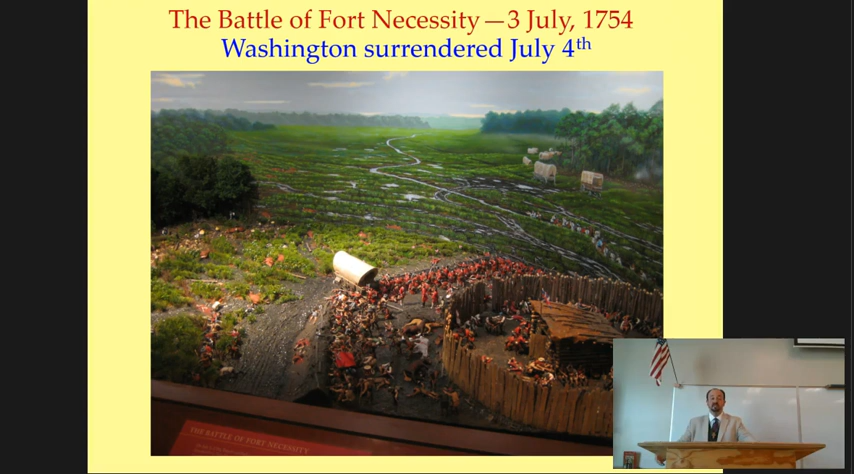 The Battle of Fort Necessity—3 July, 1754
Washington surrendered July 4th
THE BATTLE OF FORT NECESSITY